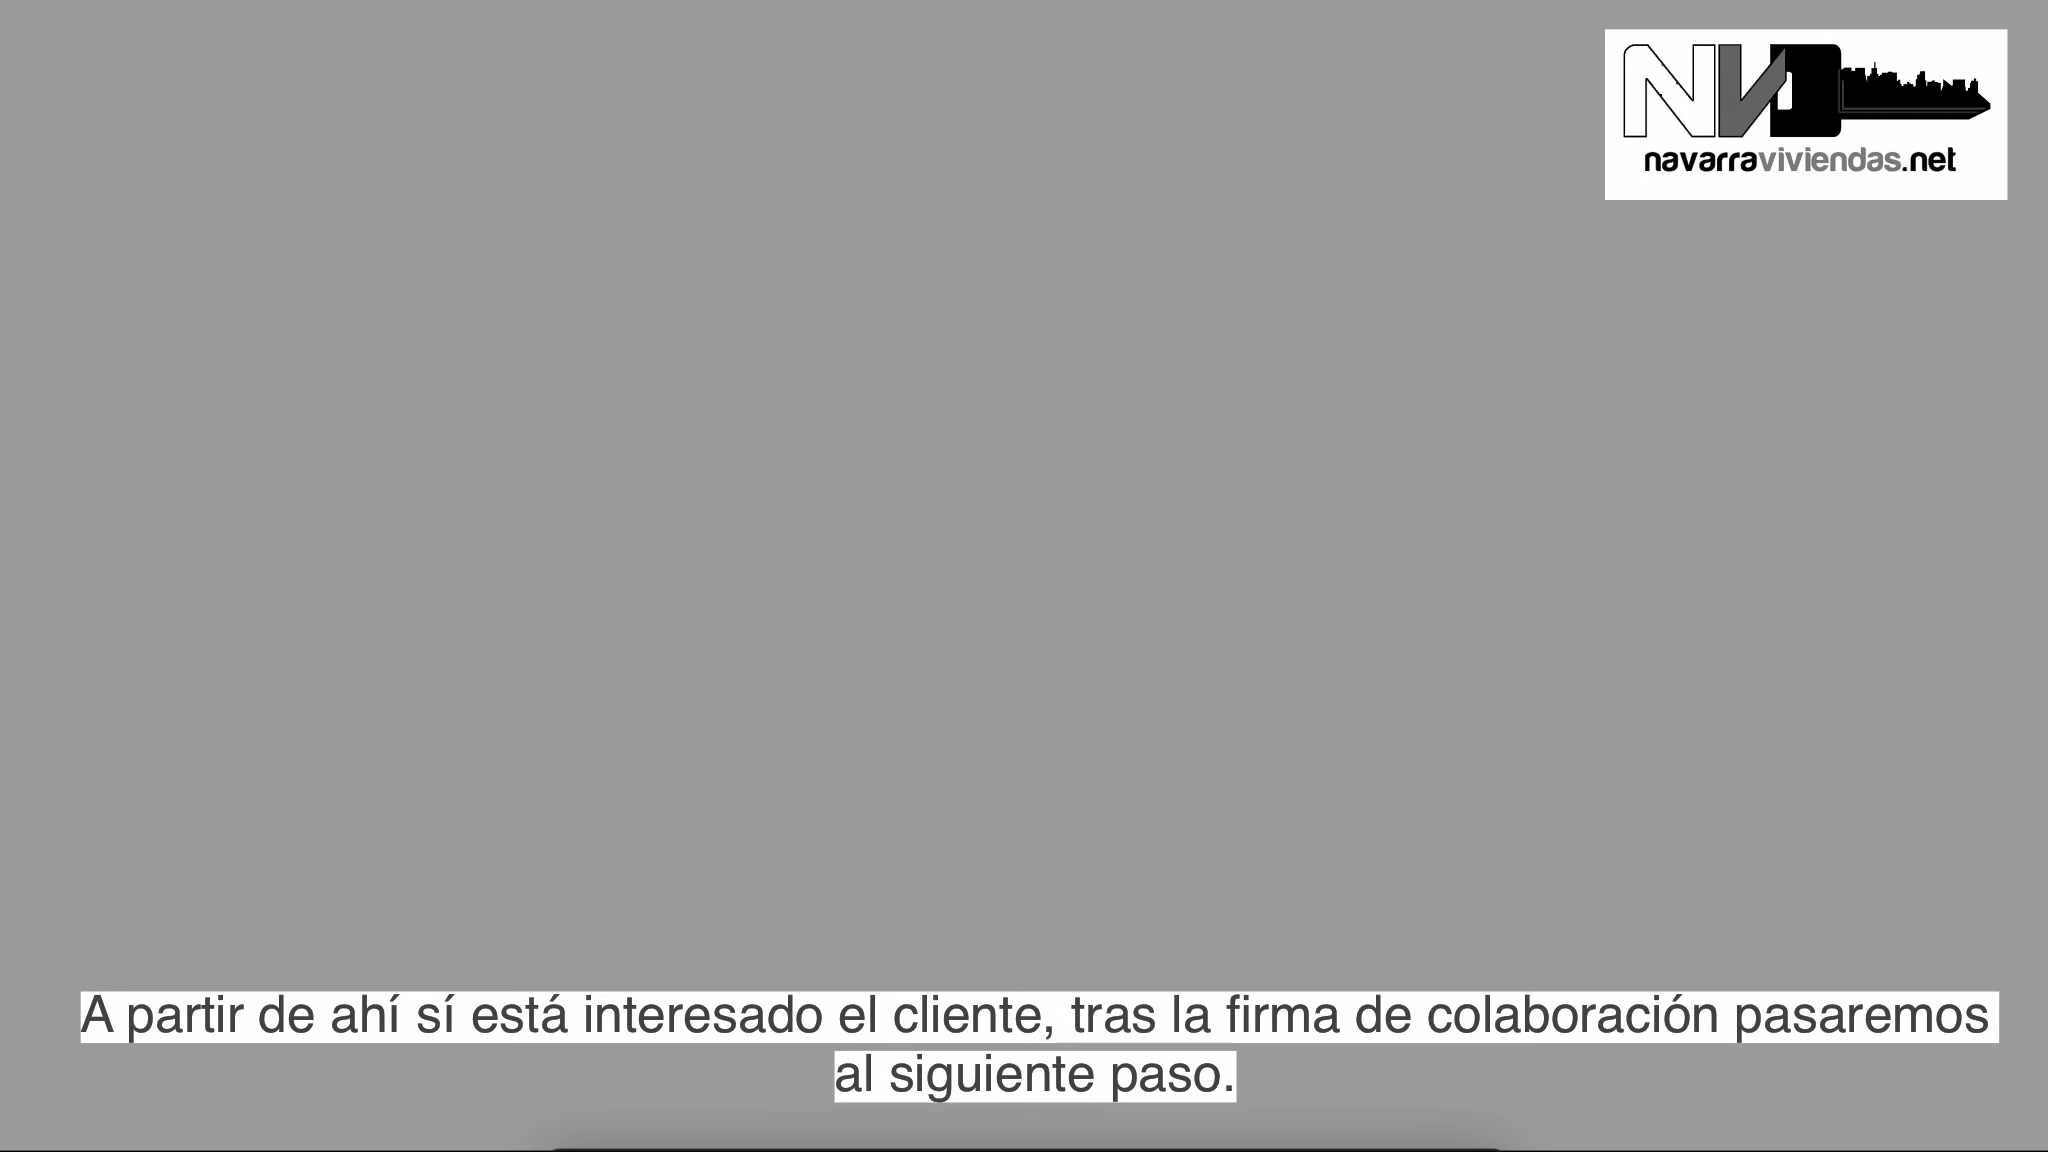 NV
navarraviviendas.net
A partir de ahí sí está interesado el cliente, tras la firma de colaboración pasaremos
al siguiente paso.